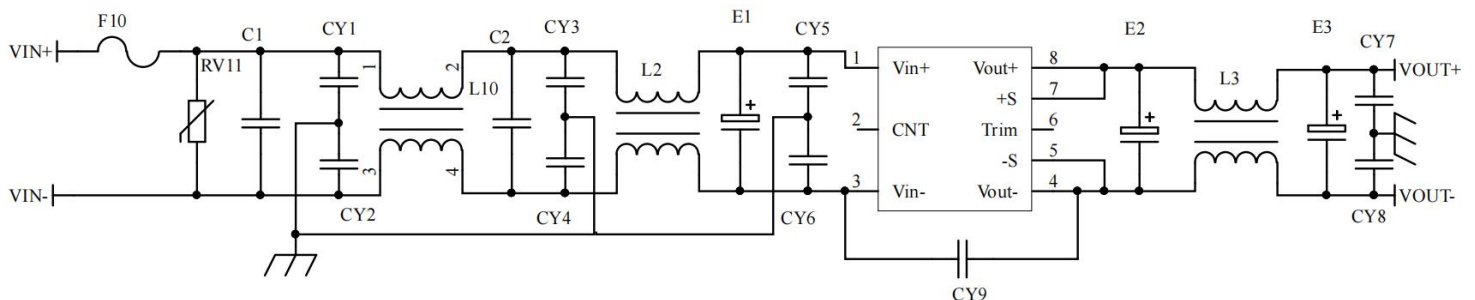 F10
VIN+
RV11
C1
CY1
1
2
L10
C2
CY3
L2
E1
+
CY5
1
Vin+
Vout+
8
+S
7
2
CNT
Trim
6
-S
5
3
Vin-
Vout-
4
E2
+
L3
E3
+
CY7
VOUT+
VIN-
CY2
3
4
CY4
CY6
CY9
CY8
VOUT-